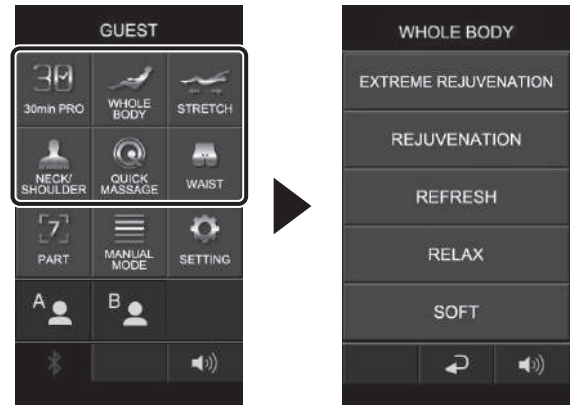 GUEST
30
30min PRO
WHOLE
BODY
STRETCH
NECK/
SHOULDER
QUICK
MASSAGE
WAIST
7
PART
MANUAL
MODE
SETTING
A
B
WHOLE BODY
EXTREME REJUVENATION
REJUVENATION
REFRESH
RELAX
SOFT